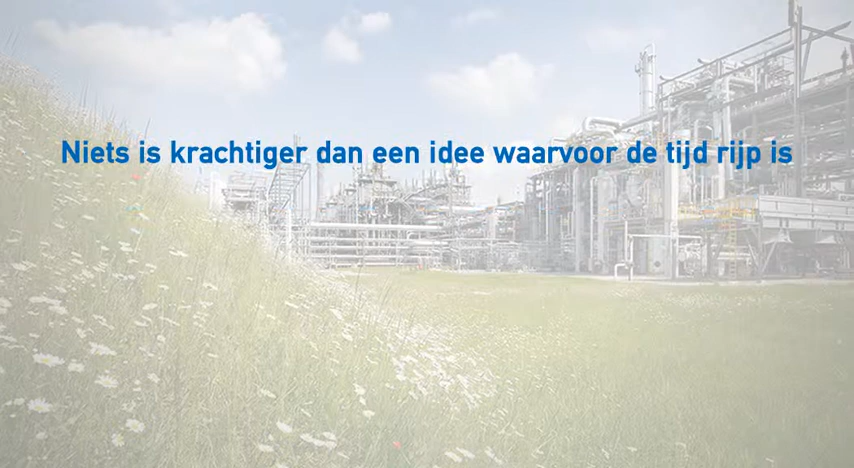 Niets is krachtiger dan een idee waarvoor de tijd rijp is